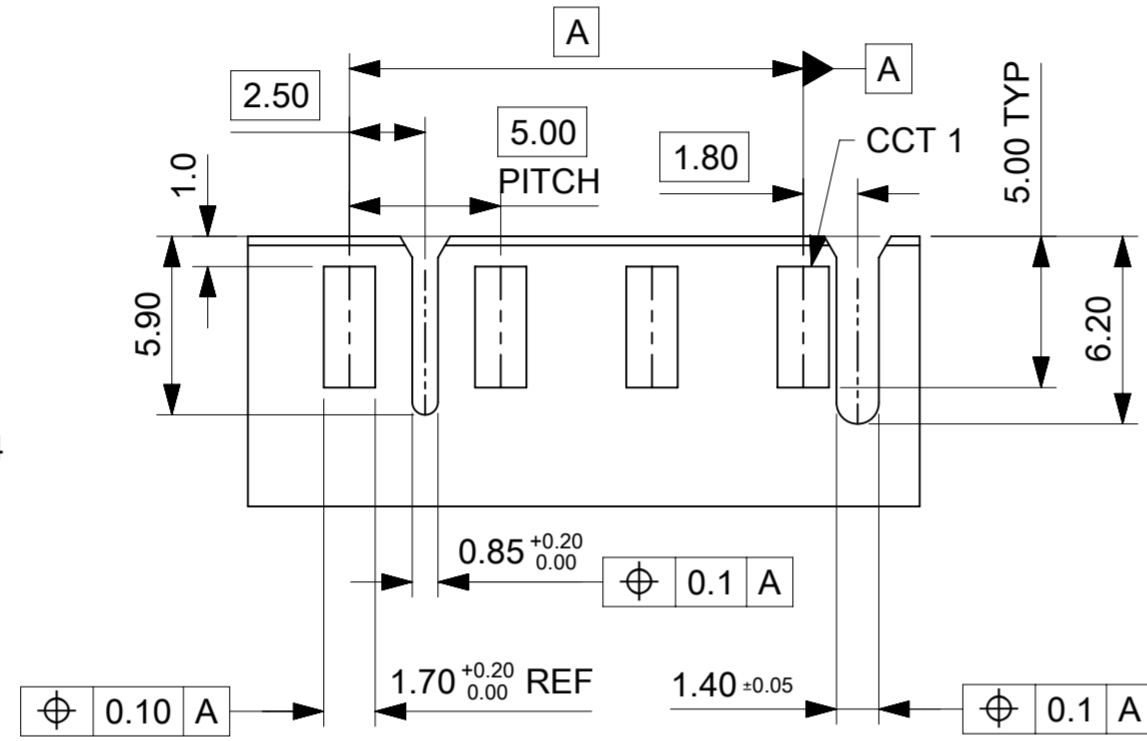 A
A
2.50
5.00
PITCH
1.80
CCT 1
5.00 TYP
1.0
5.90
6.20
0.85 +0.20 0.00
⌖ 0.1 A
1.70 +0.20 0.00 REF
1.40 ±0.05
⌖ 0.10 A
⌖ 0.1 A